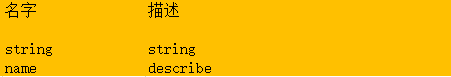 名字 描述
string string
name describe